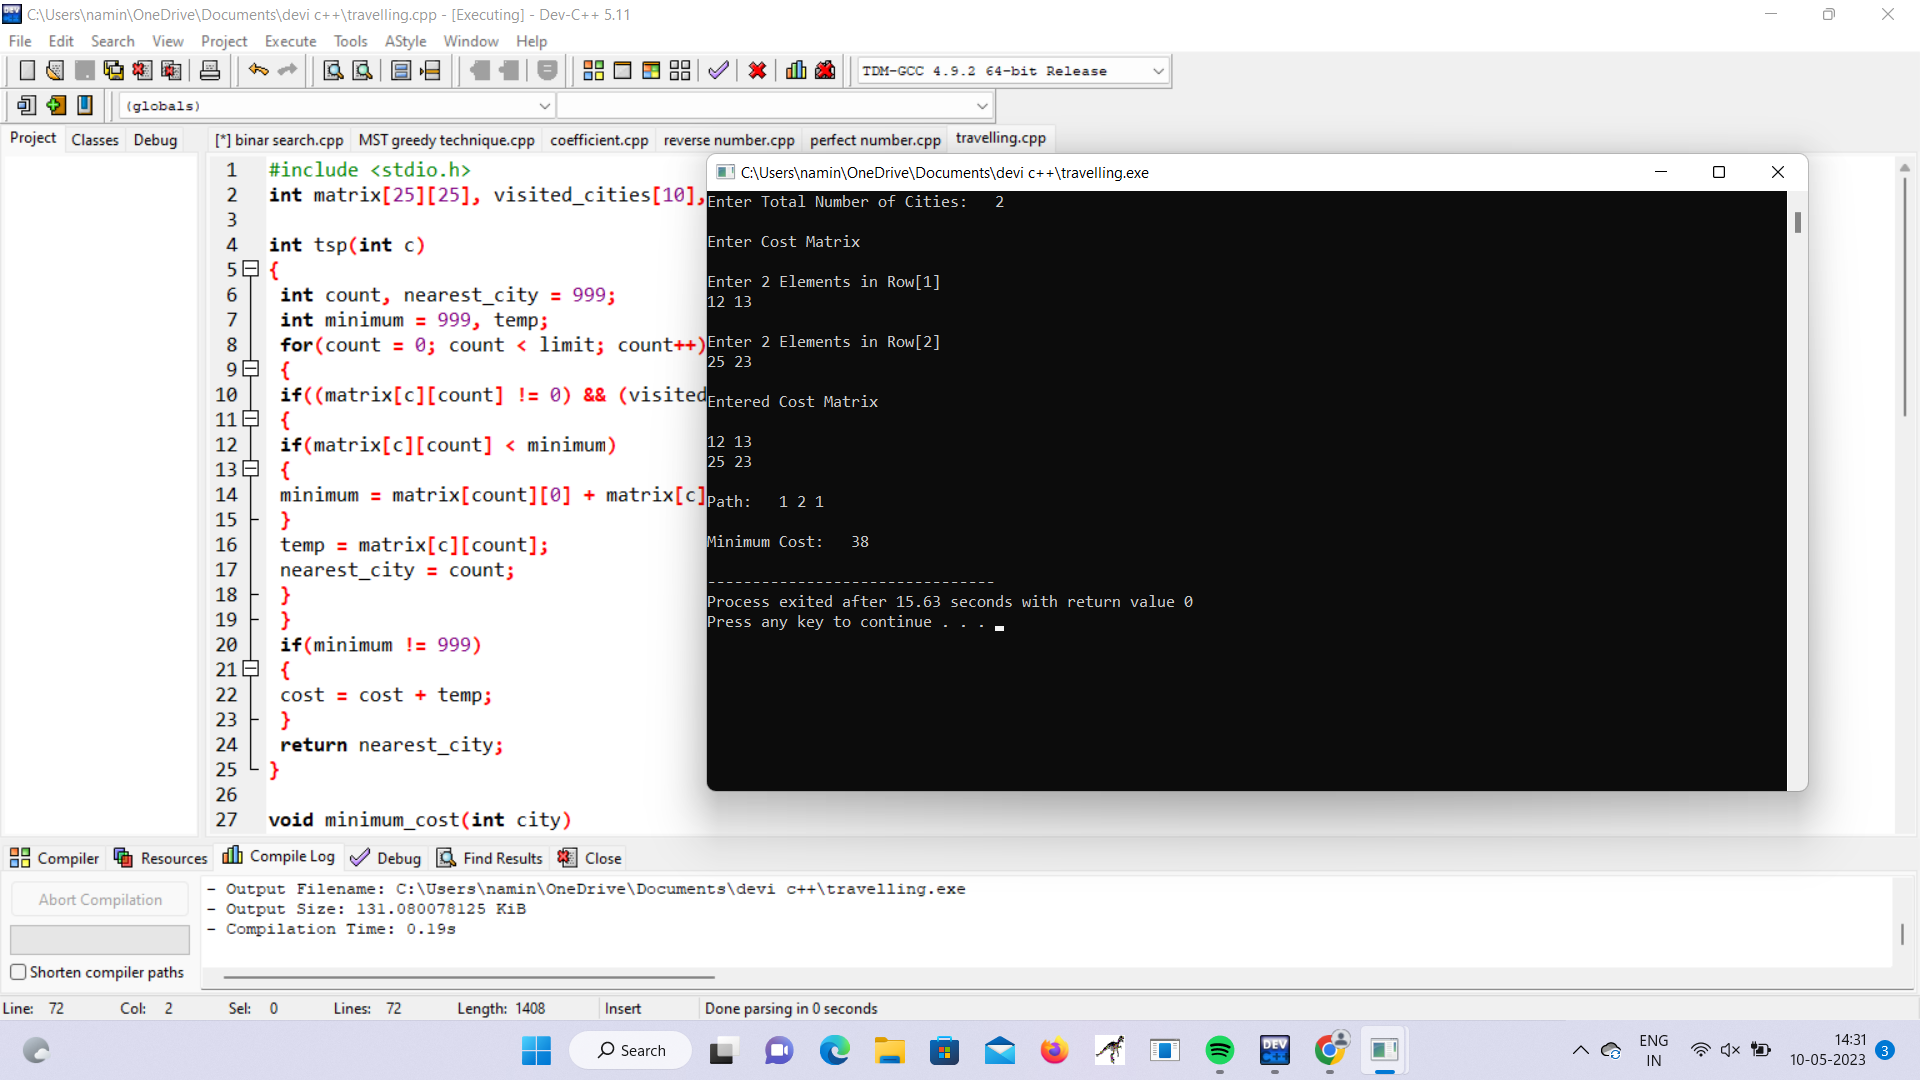 C:\Users\namin\OneDrive\Documents\devi c++\travelling.cpp - [Executing] - Dev-C++ 5.11
File Edit Search View Project Execute Tools AStyle Window Help
TDM-GCC 4.9.2 64-bit Release
(globals)
Project Classes Debug
[*] binar search.cpp MST greedy technique.cpp coefficient.cpp reverse number.cpp perfect number.cpp travelling.cpp
1 #include <stdio.h>
2 int matrix[25][25], visited_cities[10],
3
4 int tsp(int c)
5 {
6 int count, nearest_city = 999;
7 int minimum = 999, temp;
8 for(count = 0; count < limit; count++)
9 {
10 if((matrix[c][count] != 0) && (visited
11 {
12 if(matrix[c][count] < minimum)
13 {
14 minimum = matrix[count][0] + matrix[c]
15 }
16 temp = matrix[c][count];
17 nearest_city = count;
18 }
19 }
20 if(minimum != 999)
21 {
22 cost = cost + temp;
23 }
24 return nearest_city;
25 }
26
27 void minimum_cost(int city)
C:\Users\namin\OneDrive\Documents\devi c++\travelling.exe
Enter Total Number of Cities: 2
Enter Cost Matrix
Enter 2 Elements in Row[1]
12 13
Enter 2 Elements in Row[2]
25 23
Entered Cost Matrix
12 13
25 23
Path: 1 2 1
Minimum Cost: 38
--------------------------------
Process exited after 15.63 seconds with return value 0
Press any key to continue . . .
Compiler Resources Compile Log Debug Find Results Close
Abort Compilation
Shorten compiler paths
- Output Filename: C:\Users\namin\OneDrive\Documents\devi c++\travelling.exe
- Output Size: 131.080078125 KiB
- Compilation Time: 0.19s
Line: 72 Col: 2 Sel: 0 Lines: 72 Length: 1408 Insert Done parsing in 0 seconds
Search
DEV
ENG
IN
14:31
10-05-2023
3